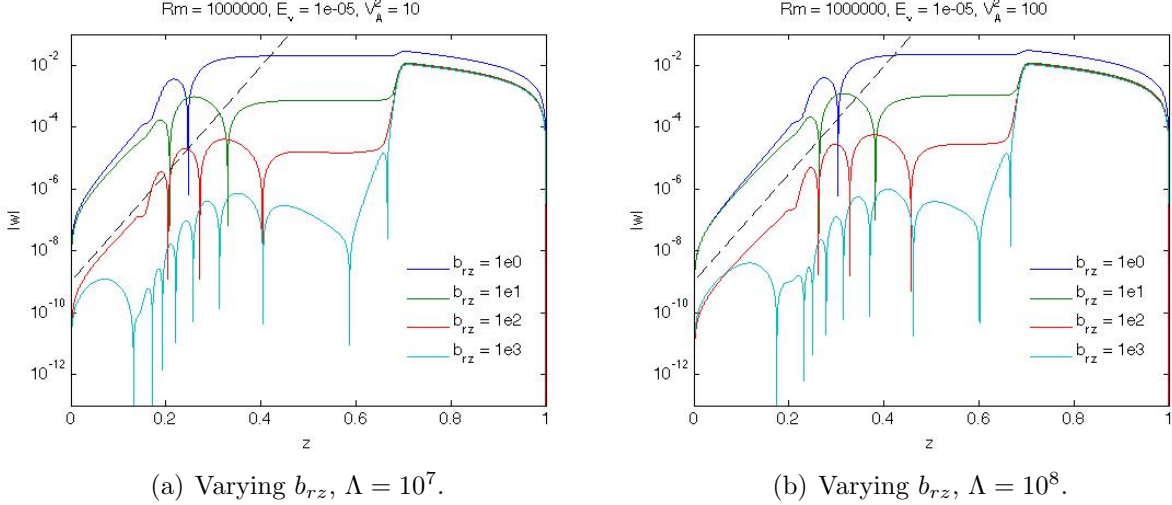 Rm = 1000000, E_ν = 1e-05, V_A^2 = 10
10^-2
10^-4
10^-6
10^-8
10^-10
10^-12
|w|
b_rz = 1e0
b_rz = 1e1
b_rz = 1e2
b_rz = 1e3
0 0.2 0.4 0.6 0.8 1
z
(a) Varying b_rz, Λ = 10^7.
Rm = 1000000, E_ν = 1e-05, V_A^2 = 100
10^-2
10^-4
10^-6
10^-8
10^-10
10^-12
|w|
b_rz = 1e0
b_rz = 1e1
b_rz = 1e2
b_rz = 1e3
0 0.2 0.4 0.6 0.8 1
z
(b) Varying b_rz, Λ = 10^8.